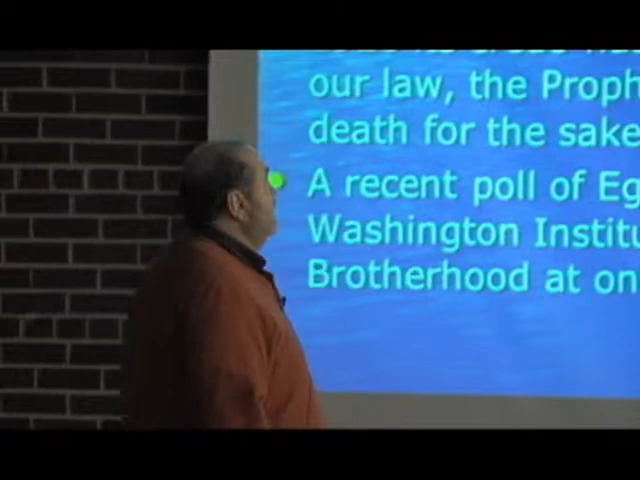 our law, the Proph
death for the sake
A recent poll of Eg
Washington Institu
Brotherhood at on